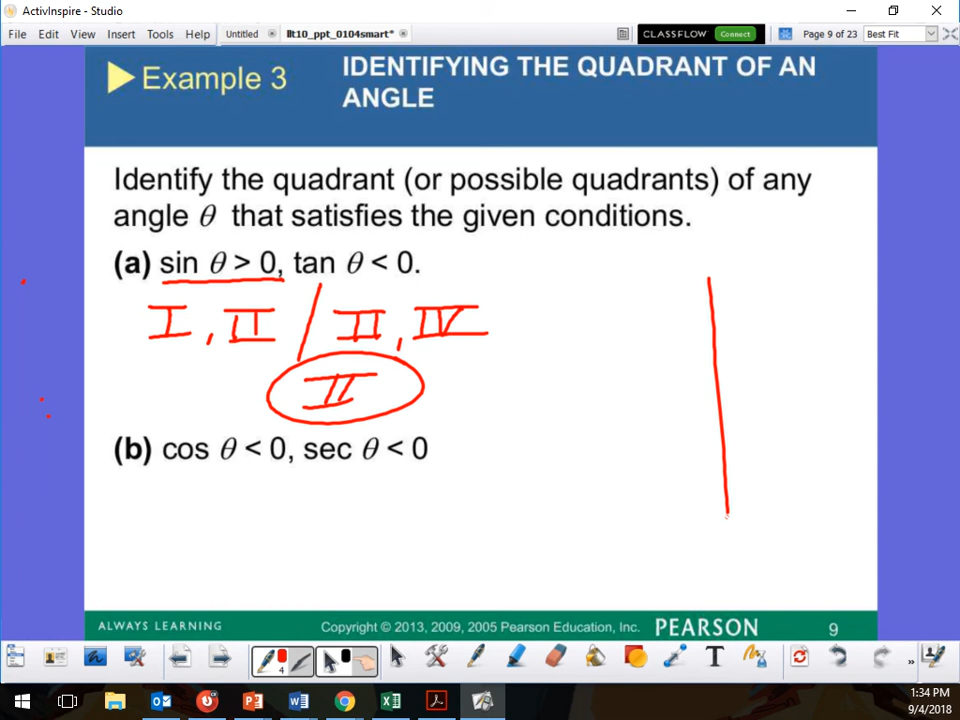 ActivInspire - Studio
File Edit View Insert Tools Help Untitled llt10_ppt_0104smart* CLASSFLOW Connect Page 9 of 23 Best Fit
Example 3
IDENTIFYING THE QUADRANT OF AN
ANGLE
Identify the quadrant (or possible quadrants) of any
angle θ that satisfies the given conditions.
(a) sin θ > 0, tan θ < 0.
I, II / II, IV
II
(b) cos θ < 0, sec θ < 0
ALWAYS LEARNING Copyright © 2013, 2009, 2005 Pearson Education, Inc. PEARSON 9
4 T »
1:34 PM
9/4/2018